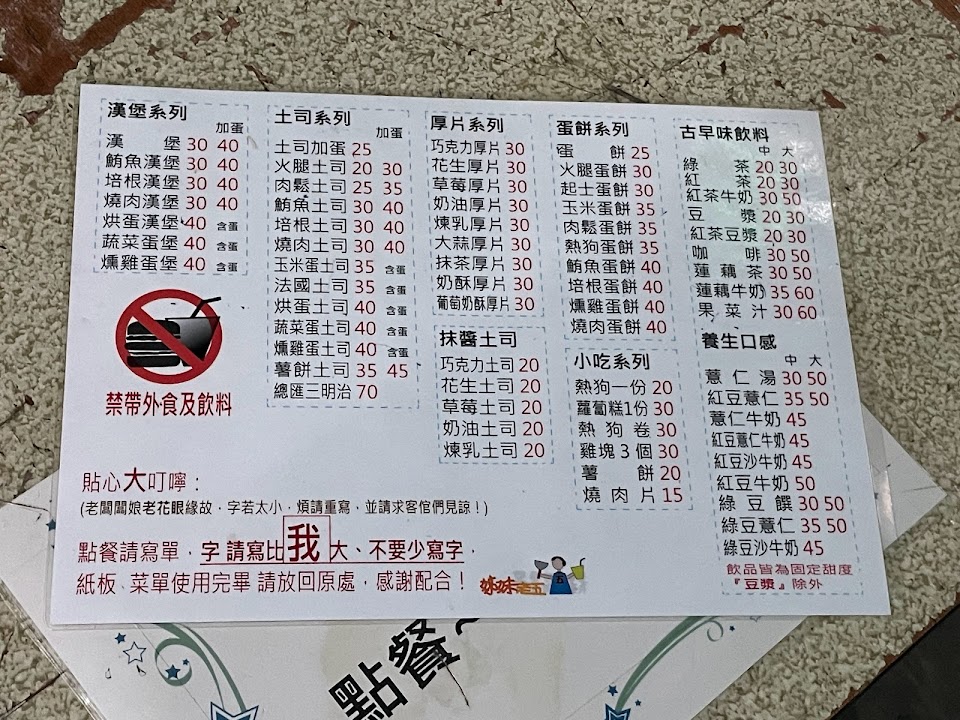 漢堡系列
加蛋
漢堡 30 40
鮪魚漢堡 30 40
培根漢堡 30 40
燒肉漢堡 30 40
烘蛋漢堡 40 含蛋
蔬菜蛋堡 40 含蛋
燻雞蛋堡 40 含蛋
禁帶外食及飲料
土司系列
加蛋
土司加蛋 25
火腿土司 20 30
肉鬆土司 25 35
鮪魚土司 30 40
培根土司 30 40
燒肉土司 30 40
玉米蛋土司 35 含蛋
法國土司 35 含蛋
烘蛋土司 40 含蛋
蔬菜蛋土司 40 含蛋
燻雞蛋土司 40 含蛋
薯餅土司 35 45
總匯三明治 70
厚片系列
巧克力厚片 30
花生厚片 30
草莓厚片 30
奶油厚片 30
煉乳厚片 30
大蒜厚片 30
抹茶厚片 30
奶酥厚片 30
葡萄奶酥厚片 30
抹醬土司
巧克力土司 20
花生土司 20
草莓土司 20
奶油土司 20
煉乳土司 20
蛋餅系列
蛋餅 25
火腿蛋餅 30
起士蛋餅 30
玉米蛋餅 35
肉鬆蛋餅 35
熱狗蛋餅 35
鮪魚蛋餅 40
培根蛋餅 40
燻雞蛋餅 40
燒肉蛋餅 40
小吃系列
熱狗一份 20
蘿蔔糕1份 30
熱狗卷 30
雞塊3個 30
薯餅 20
燒肉片 15
古早味飲料
中 大
綠茶 20 30
紅茶 20 30
紅茶牛奶 30 50
豆漿 20 30
紅茶豆漿 20 30
咖啡 30 50
蓮藕茶 30 50
蓮藕牛奶 35 60
果菜汁 30 60
養生口感
中 大
薏仁湯 30 50
紅豆薏仁 35 50
薏仁牛奶 45
紅豆薏仁牛奶 45
紅豆沙牛奶 45
紅豆牛奶 50
綠豆饌 30 50
綠豆薏仁 35 50
綠豆沙牛奶 45
飲品皆為固定甜度
『豆漿』除外
貼心大叮嚀：
(老闆闆娘老花眼緣故，字若太小，煩請重寫，並請求客倌們見諒！)
點餐請寫單，字 請寫比我大、不要少寫字，
紙板、菜單使用完畢 請放回原處，感謝配合！
點餐